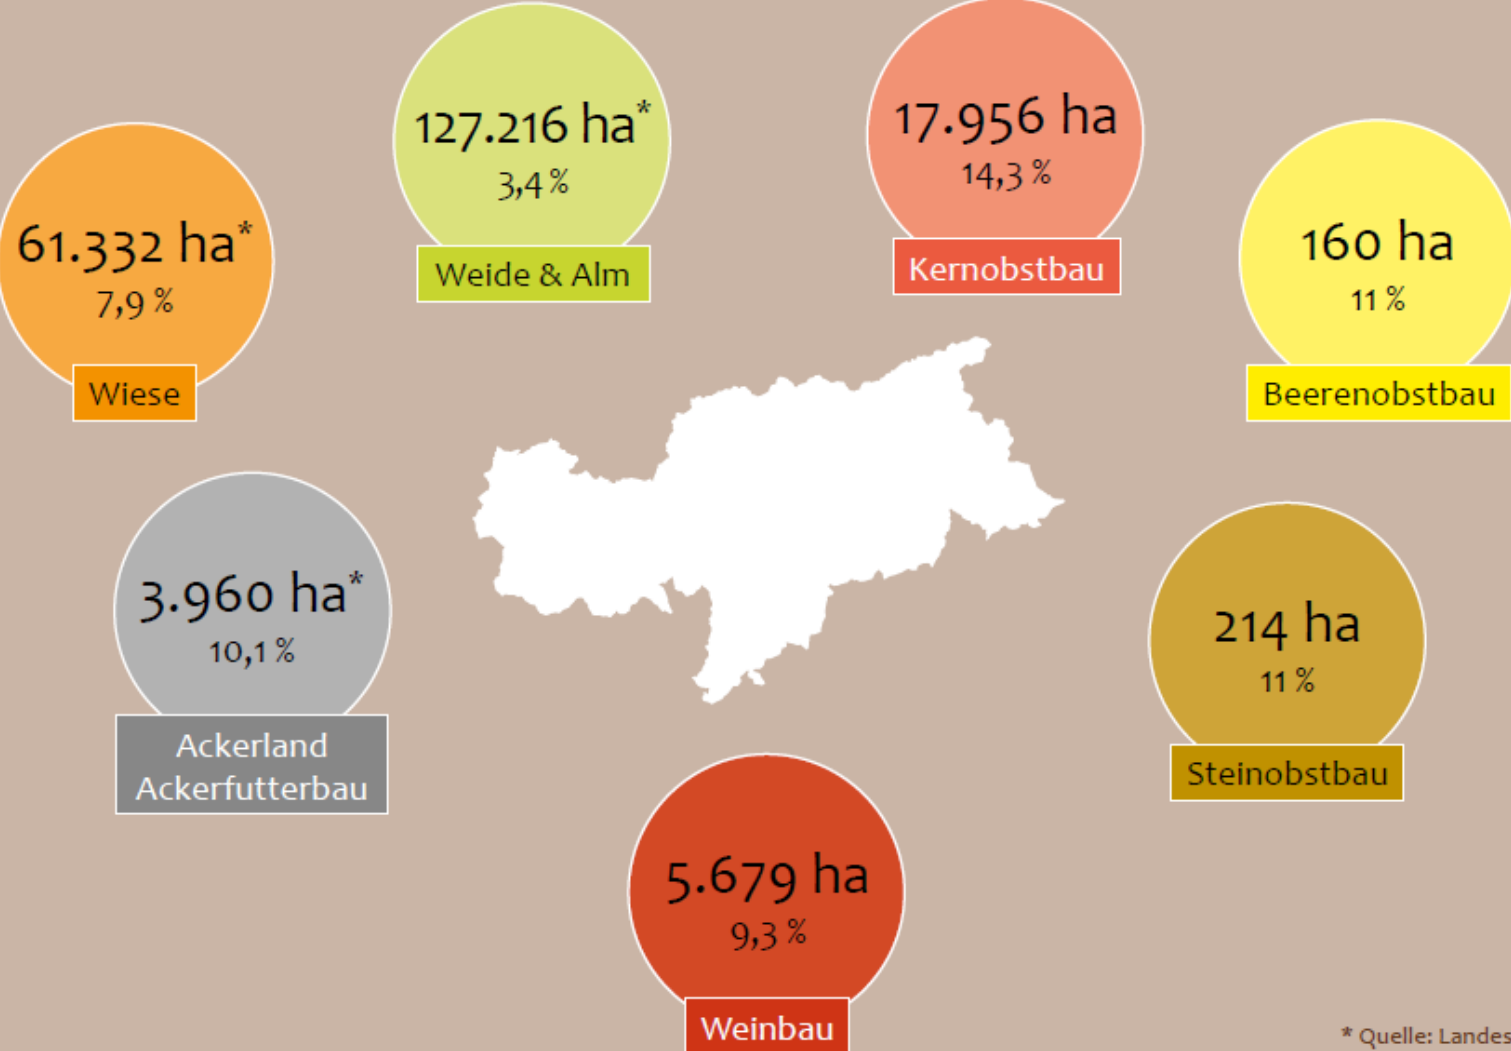 127.216 ha*
3,4 %
Weide & Alm
17.956 ha
14,3 %
Kernobstbau
61.332 ha*
7,9 %
Wiese
160 ha
11 %
Beerenobstbau
3.960 ha*
10,1 %
Ackerland
Ackerfutterbau
214 ha
11 %
Steinobstbau
5.679 ha
9,3 %
Weinbau
* Quelle: Landes